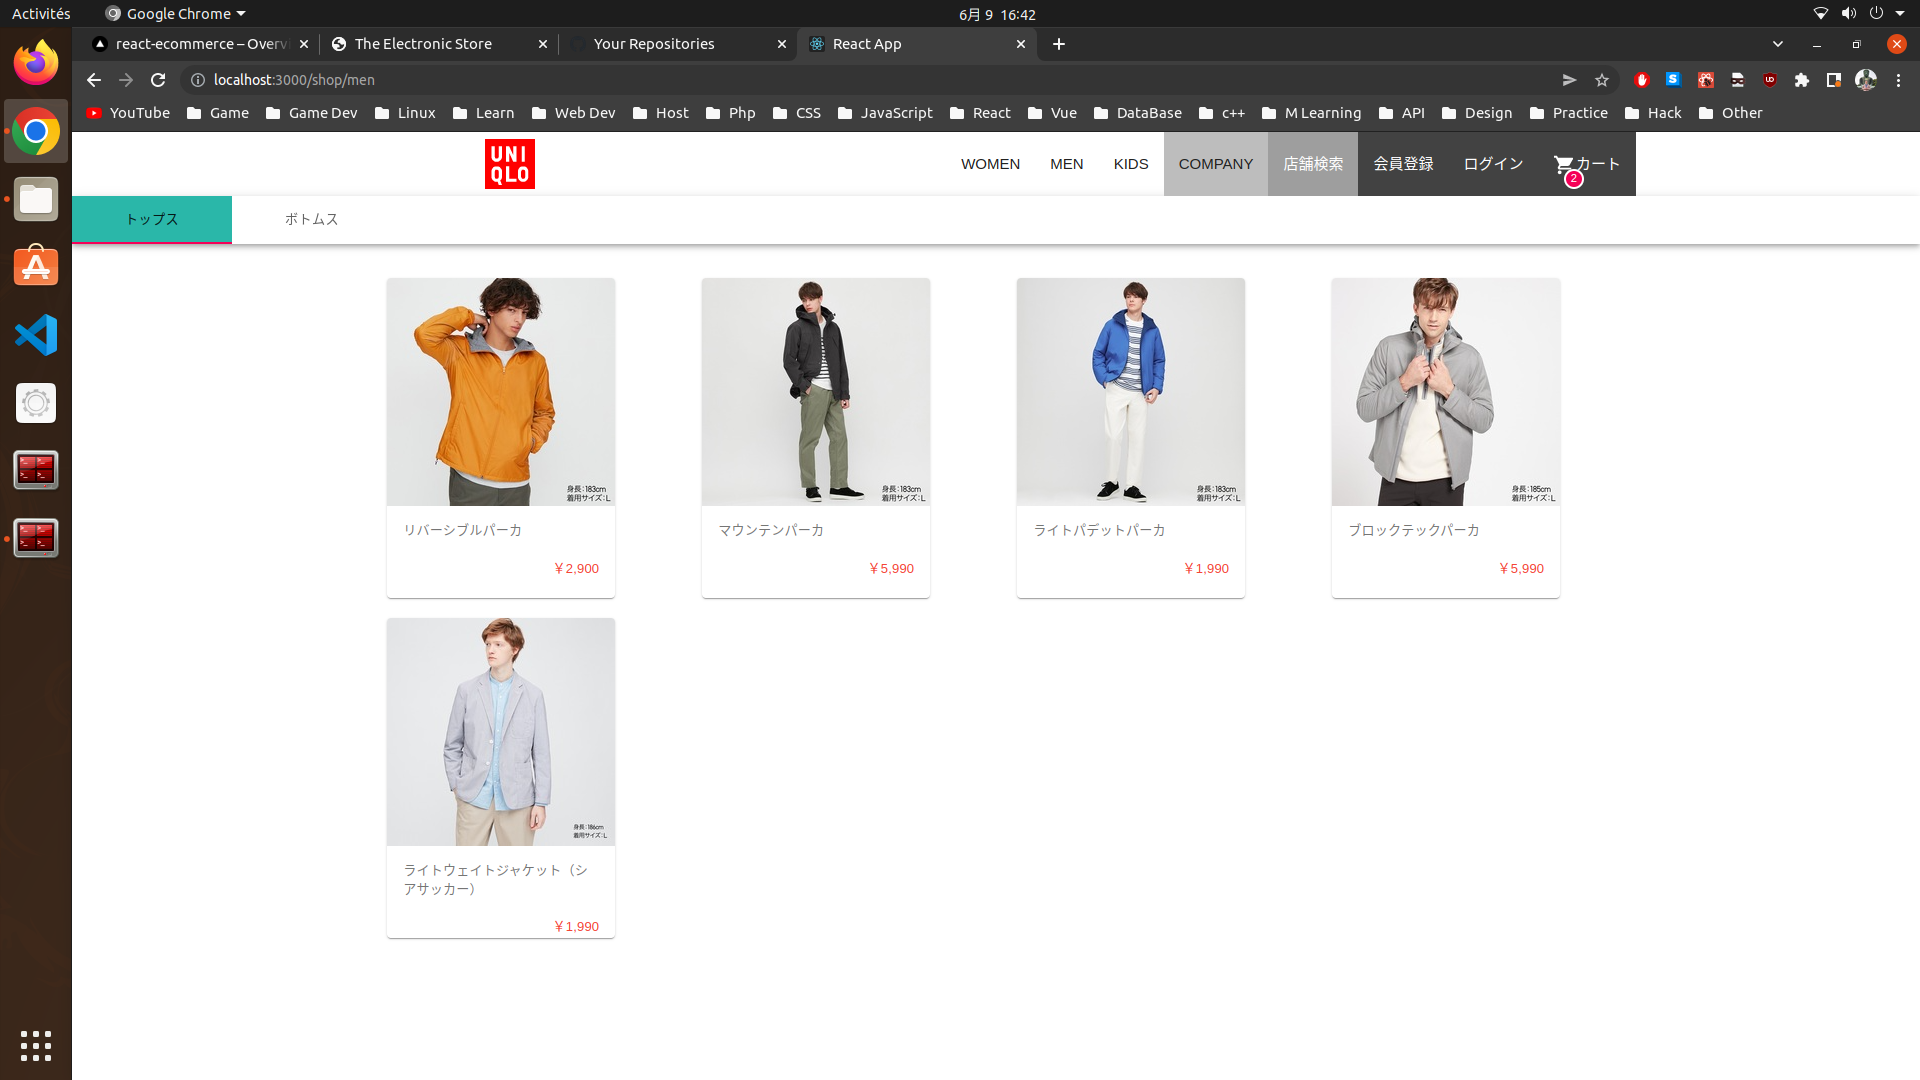 Activités
Google Chrome
6月 9 16:42
react-ecommerce – Overvi
The Electronic Store
Your Repositories
React App
localhost:3000/shop/men
YouTube
Game
Game Dev
Linux
Learn
Web Dev
Host
Php
CSS
JavaScript
React
Vue
DataBase
c++
M Learning
API
Design
Practice
Hack
Other
UNI
QLO
WOMEN
MEN
KIDS
COMPANY
店舗検索
会員登録
ログイン
カート
2
トップス
ボトムス
身長:183cm
着用サイズ:L
身長:183cm
着用サイズ:L
身長:183cm
着用サイズ:L
身長:185cm
着用サイズ:L
リバーシブルパーカ
¥2,900
マウンテンパーカ
¥5,990
ライトパデットパーカ
¥1,990
ブロックテックパーカ
¥5,990
身長:186cm
着用サイズ:L
ライトウェイトジャケット（シ
アサッカー）
¥1,990